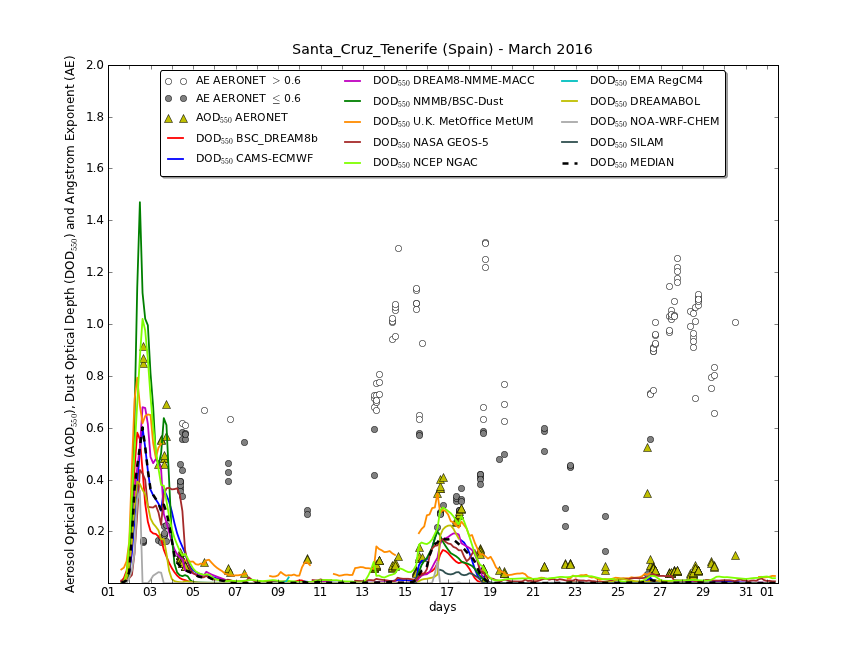 Santa_Cruz_Tenerife (Spain) - March 2016
Aerosol Optical Depth (AOD₅₅₀), Dust Optical Depth (DOD₅₅₀) and Angstrom Exponent (AE)
2.0
1.8
1.6
1.4
1.2
1.0
0.8
0.6
0.4
0.2
AE AERONET > 0.6
AE AERONET ≤ 0.6
AOD₅₅₀ AERONET
DOD₅₅₀ BSC_DREAM8b
DOD₅₅₀ CAMS-ECMWF
DOD₅₅₀ DREAM8-NMME-MACC
DOD₅₅₀ NMMB/BSC-Dust
DOD₅₅₀ U.K. MetOffice MetUM
DOD₅₅₀ NASA GEOS-5
DOD₅₅₀ NCEP NGAC
DOD₅₅₀ EMA RegCM4
DOD₅₅₀ DREAMABOL
DOD₅₅₀ NOA-WRF-CHEM
DOD₅₅₀ SILAM
DOD₅₅₀ MEDIAN
01 03 05 07 09 11 13 15 17 19 21 23 25 27 29 31 01
days